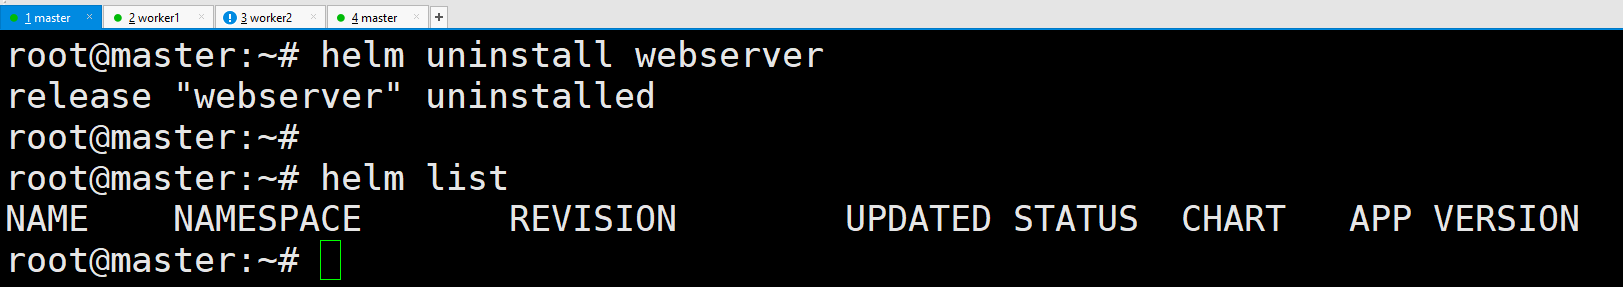 1 master × 2 worker1 × 3 worker2 × 4 master × +
root@master:~# helm uninstall webserver
release "webserver" uninstalled
root@master:~#
root@master:~# helm list
NAME NAMESPACE REVISION UPDATED STATUS CHART APP VERSION
root@master:~#